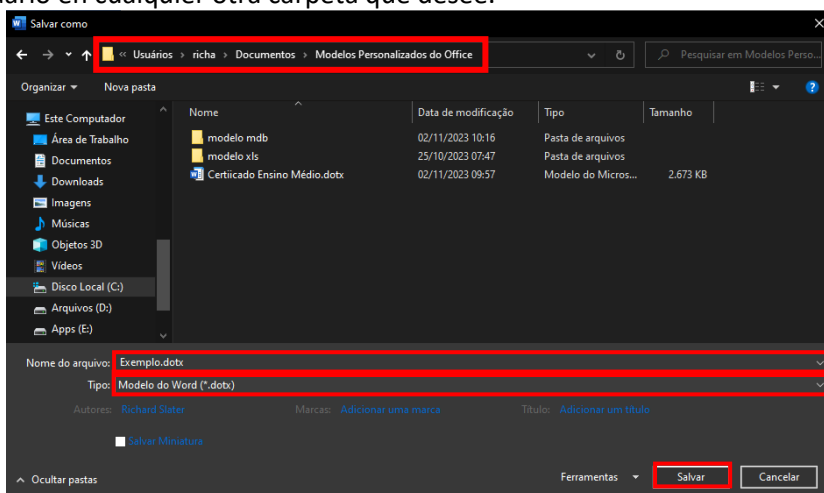 ario en cualquier otra carpeta que desee.
Salvar como
« Usuários > richa > Documentos > Modelos Personalizados do Office
Pesquisar em Modelos Perso...
Organizar Nova pasta
Nome Data de modificação Tipo Tamanho
Este Computador
Área de Trabalho modelo mdb 02/11/2023 10:16 Pasta de arquivos
Documentos modelo xls 25/10/2023 07:47 Pasta de arquivos
Downloads Certiicado Ensino Médio.dotx 02/11/2023 09:57 Modelo do Micros... 2.673 KB
Imagens
Músicas
Objetos 3D
Vídeos
Disco Local (C:)
Arquivos (D:)
Apps (E:)
Nome do arquivo: Exemplo.dotx
Tipo: Modelo do Word (*.dotx)
Autores: Richard Slater Marcas: Adicionar uma marca Título: Adicionar um título
Salvar Miniatura
Ocultar pastas Ferramentas Salvar Cancelar